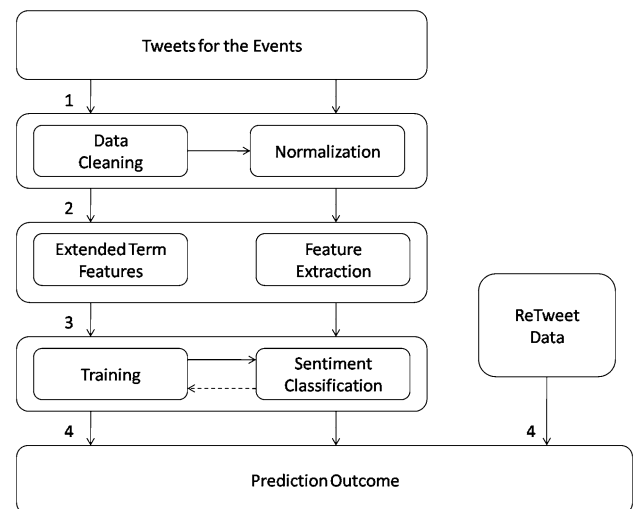 Tweets for the Events
1
Data
Cleaning
Normalization
2
Extended Term
Features
Feature
Extraction
3
ReTweet
Data
Training
Sentiment
Classification
4
4
Prediction Outcome